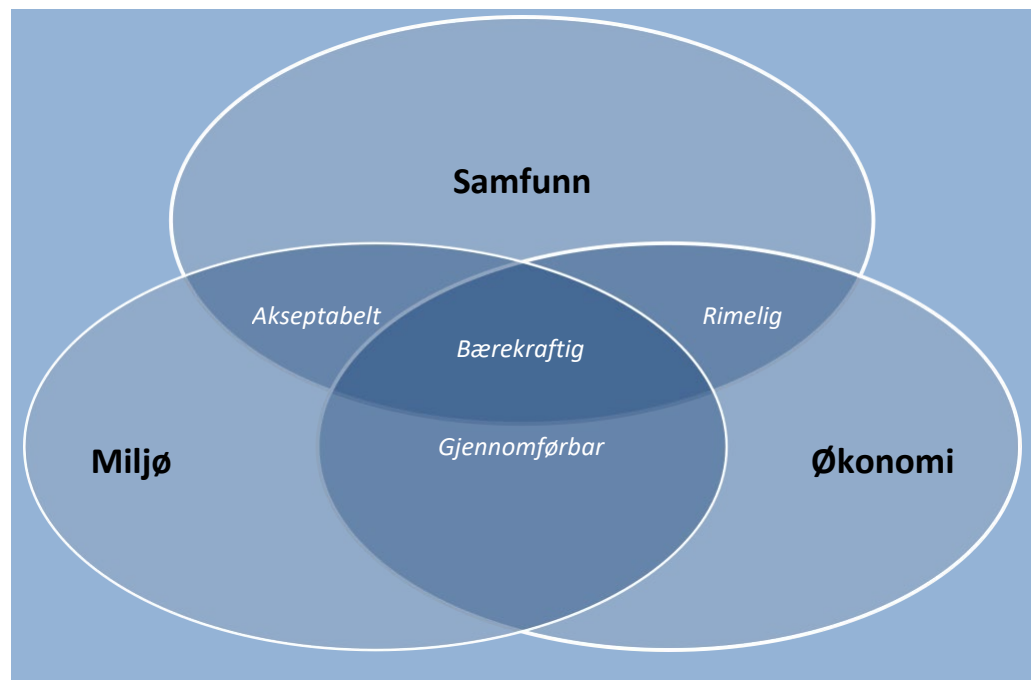 Samfunn
Akseptabelt
Rimelig
Bærekraftig
Gjennomførbar
Miljø
Økonomi